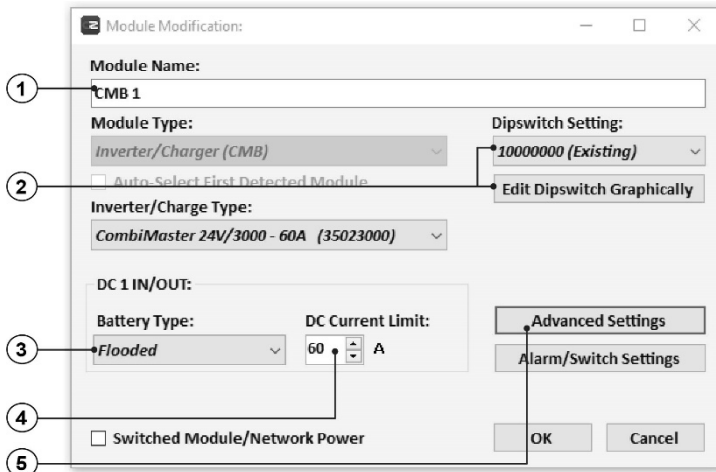 Module Modification:
Module Name:
1
CMB 1
Module Type:
Dipswitch Setting:
Inverter/Charger (CMB)
10000000 (Existing)
2
Auto-Select First Detected Module
Edit Dipswitch Graphically
Inverter/Charge Type:
CombiMaster 24V/3000 - 60A (35023000)
DC 1 IN/OUT:
Battery Type:
DC Current Limit:
Advanced Settings
3
Flooded
60
A
Alarm/Switch Settings
4
Switched Module/Network Power
OK
Cancel
5